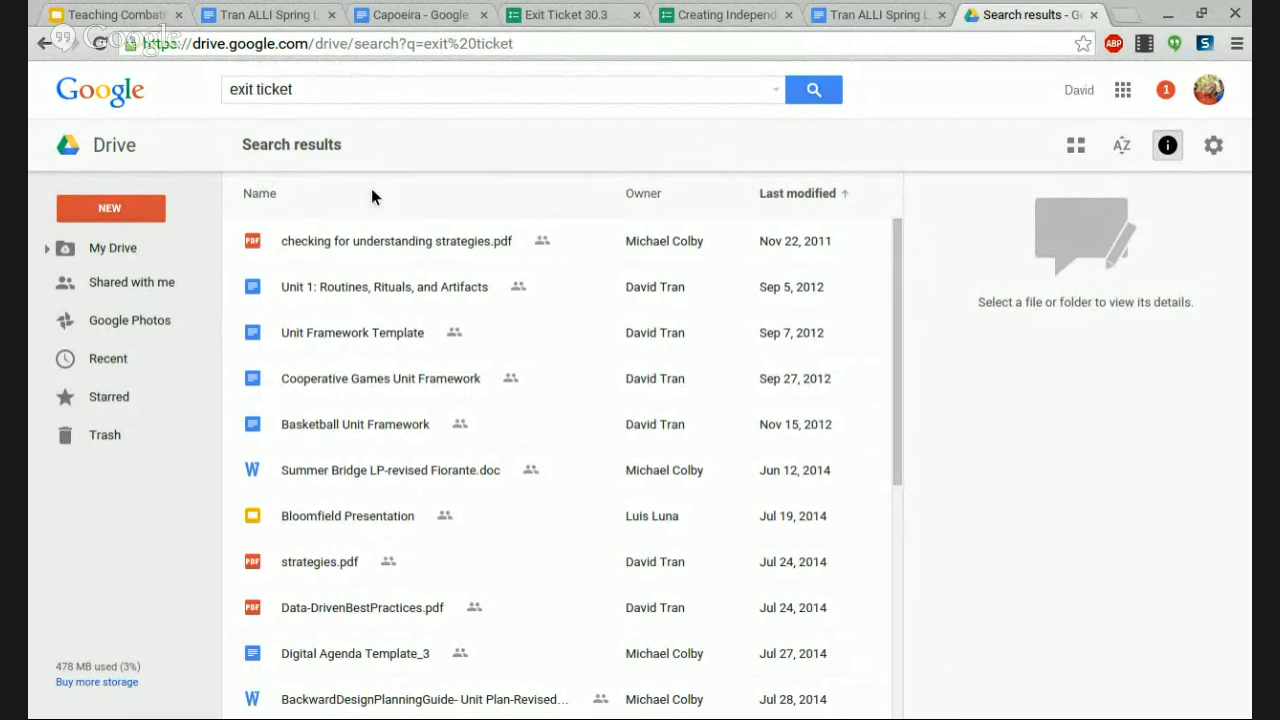 Teaching Combati
Tran ALLI Spring L
Capoeira - Google
Exit Ticket 30.3
Creating Independ
Tran ALLI Spring L
Search results - Go
Google
https://drive.google.com/drive/search?q=exit%20ticket
ABP
S
Google
exit ticket
David
1
Drive
Search results
AZ
i
NEW
Name
Owner
Last modified
My Drive
Shared with me
Google Photos
Recent
Starred
Trash
PDF checking for understanding strategies.pdf Michael Colby Nov 22, 2011
Unit 1: Routines, Rituals, and Artifacts David Tran Sep 5, 2012
Unit Framework Template David Tran Sep 7, 2012
Cooperative Games Unit Framework David Tran Sep 27, 2012
Basketball Unit Framework David Tran Nov 15, 2012
W Summer Bridge LP-revised Fiorante.doc Michael Colby Jun 12, 2014
Bloomfield Presentation Luis Luna Jul 19, 2014
PDF strategies.pdf David Tran Jul 24, 2014
PDF Data-DrivenBestPractices.pdf David Tran Jul 24, 2014
Digital Agenda Template_3 Michael Colby Jul 27, 2014
W BackwardDesignPlanningGuide- Unit Plan-Revised... Michael Colby Jul 28, 2014
Select a file or folder to view its details.
478 MB used (3%)
Buy more storage